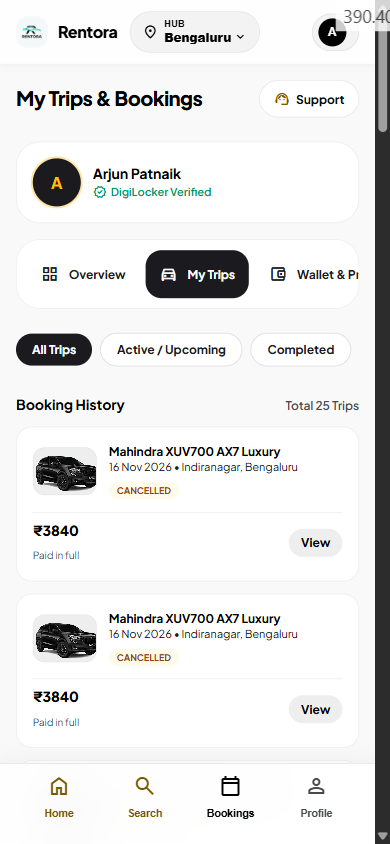 RENTORA
Rentora
HUB
Bengaluru
A
390.40
My Trips & Bookings
Support
A
Arjun Patnaik
DigiLocker Verified
Overview
My Trips
Wallet & Pr
All Trips
Active / Upcoming
Completed
Booking History
Total 25 Trips
Mahindra XUV700 AX7 Luxury
16 Nov 2026 • Indiranagar, Bengaluru
CANCELLED
₹3840
Paid in full
View
Mahindra XUV700 AX7 Luxury
16 Nov 2026 • Indiranagar, Bengaluru
CANCELLED
₹3840
Paid in full
View
Home
Search
Bookings
Profile